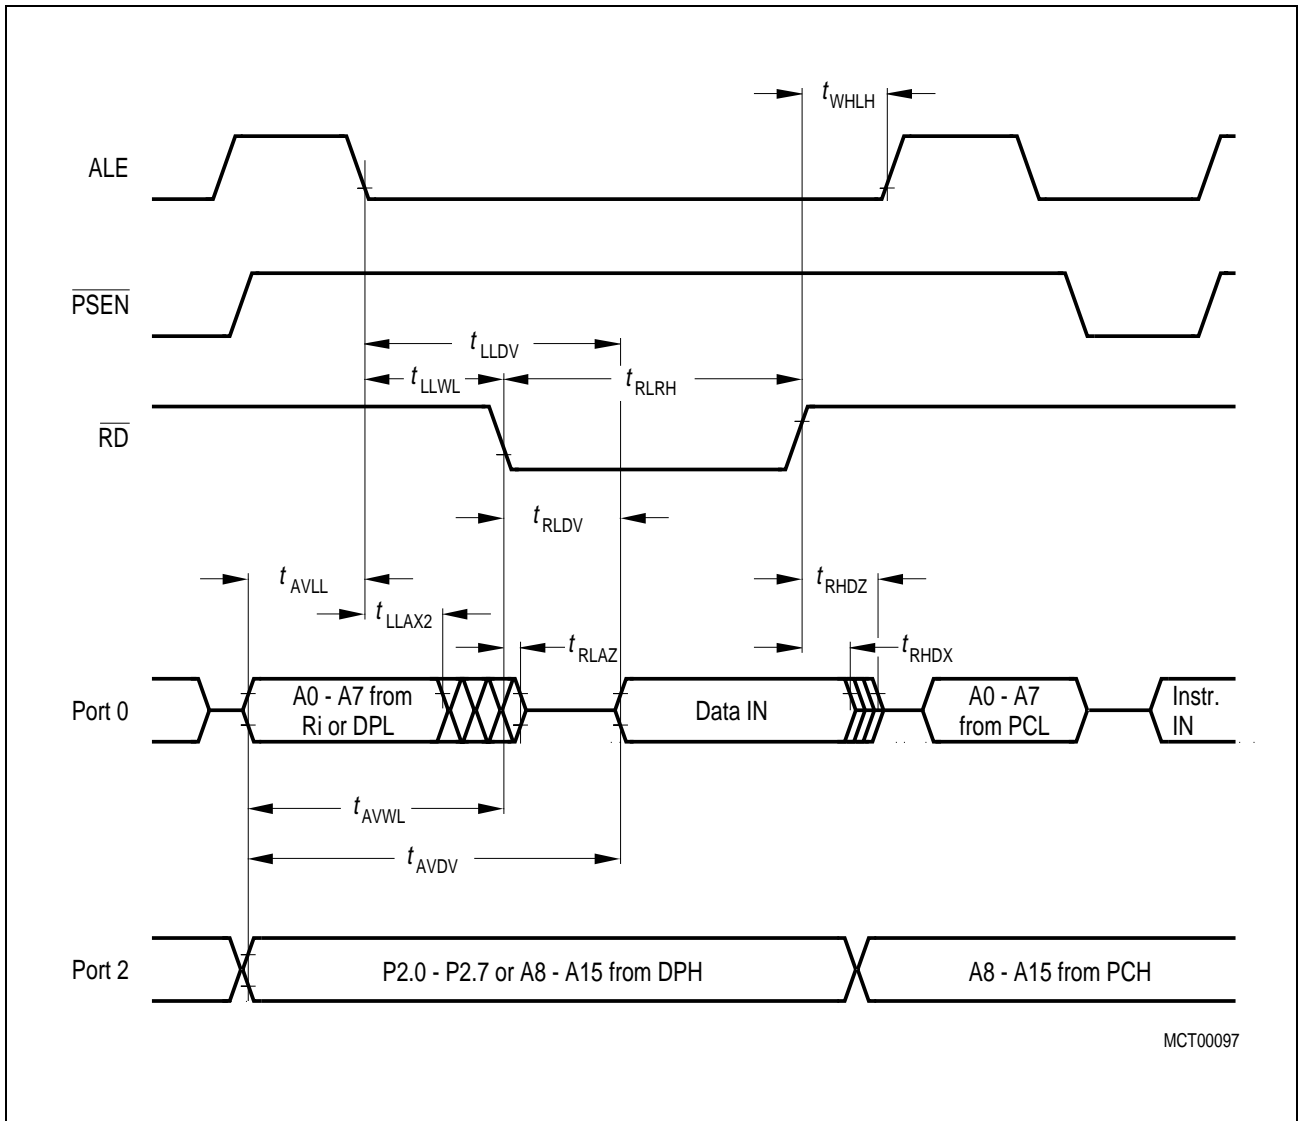 tWHLH
ALE
PSEN
tLLDV
tLLWL
tRLRH
RD
tRLDV
tAVLL
tRHDZ
tLLAX2
tRLAZ
tRHDX
Port 0
A0 - A7 from
Ri or DPL
Data IN
A0 - A7
from PCL
Instr.
IN
tAVWL
tAVDV
Port 2
P2.0 - P2.7 or A8 - A15 from DPH
A8 - A15 from PCH
MCT00097